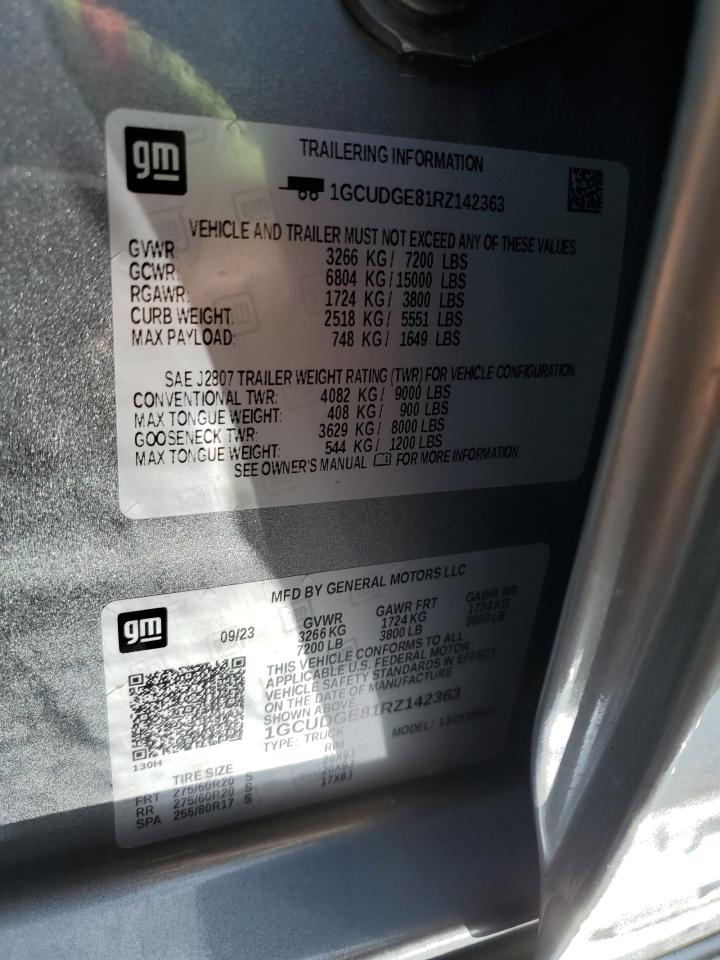 gm
TRAILERING INFORMATION
1GCUDGE81RZ142363
VEHICLE AND TRAILER MUST NOT EXCEED ANY OF THESE VALUES.
GVWR: 3266 KG/ 7200 LBS
GCWR: 6804 KG/15000 LBS
RGAWR: 1724 KG/ 3800 LBS
CURB WEIGHT: 2518 KG/ 5551 LBS
MAX PAYLOAD: 748 KG/ 1649 LBS
SAE J2807 TRAILER WEIGHT RATING (TWR) FOR VEHICLE CONFIGURATION.
CONVENTIONAL TWR: 4082 KG/ 9000 LBS
MAX TONGUE WEIGHT: 408 KG/ 900 LBS
GOOSENECK TWR: 3629 KG/ 8000 LBS
MAX TONGUE WEIGHT: 544 KG/ 1200 LBS
SEE OWNER'S MANUAL FOR MORE INFORMATION
gm
MFD BY GENERAL MOTORS LLC
09/23 GVWR GAWR FRT GAWR RR
3266 KG 1724 KG 1724 KG
7200 LB 3800 LB 3800 LB
THIS VEHICLE CONFORMS TO ALL
APPLICABLE U.S. FEDERAL MOTOR
VEHICLE SAFETY STANDARDS IN EFFECT
ON THE DATE OF MANUFACTURE
SHOWN ABOVE.
1GCUDGE81RZ142363
TYPE: TRUCK MODEL:
130H
TIRE SIZE RIM
FRT 275/60R20 S 20X9J
RR 275/60R20 S 20X9J
SPA 255/80R17 S 17X8J